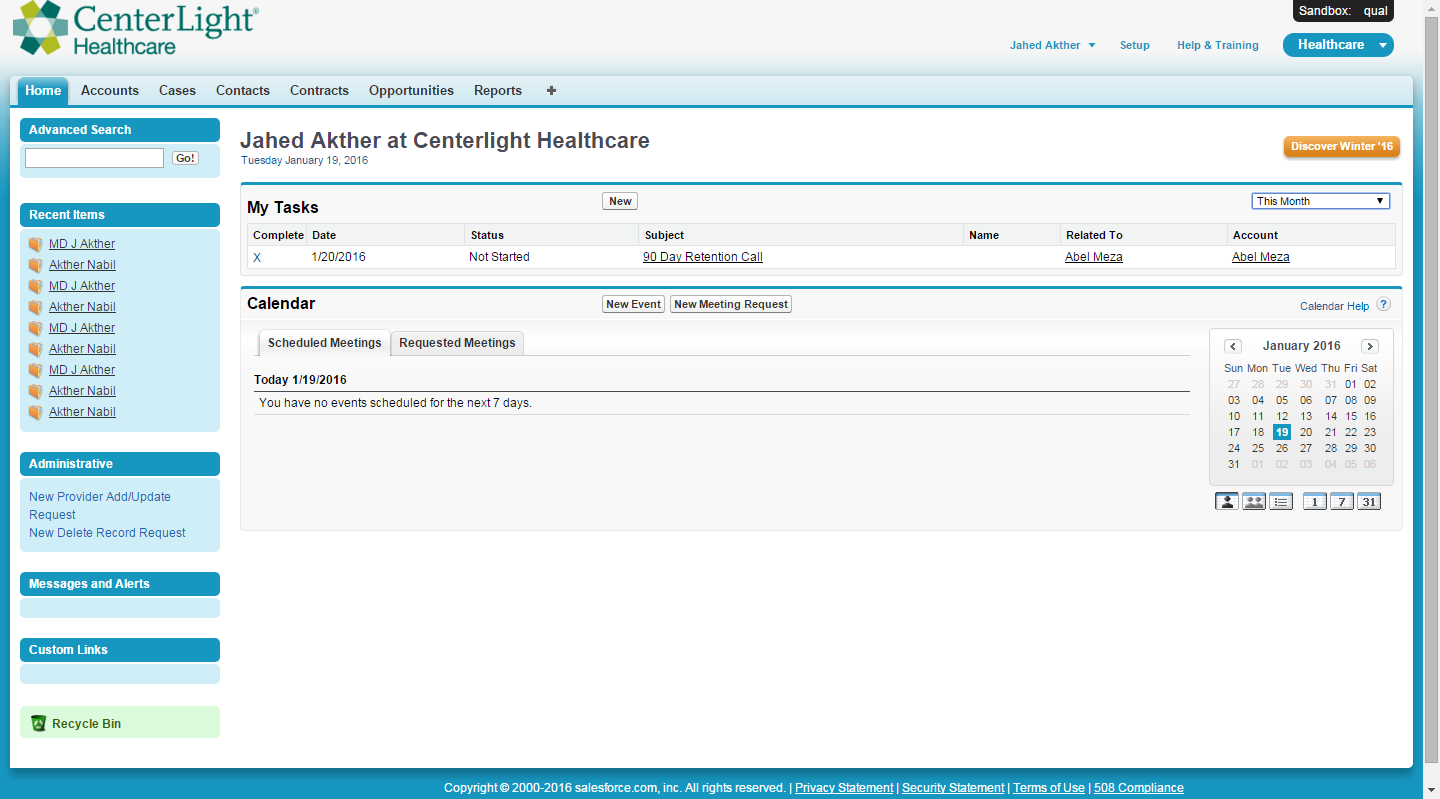 CenterLight®
Healthcare
Sandbox: qual
Jahed Akther Setup Help & Training Healthcare
Home Accounts Cases Contacts Contracts Opportunities Reports +
Advanced Search
Go!
Recent Items
MD J Akther
Akther Nabil
MD J Akther
Akther Nabil
MD J Akther
Akther Nabil
MD J Akther
Akther Nabil
Akther Nabil
Administrative
New Provider Add/Update
Request
New Delete Record Request
Messages and Alerts
Custom Links
Recycle Bin
Jahed Akther at Centerlight Healthcare
Tuesday January 19, 2016
Discover Winter '16
My Tasks New This Month
Complete Date Status Subject Name Related To Account
X 1/20/2016 Not Started 90 Day Retention Call Abel Meza Abel Meza
Calendar New Event New Meeting Request Calendar Help ?
Scheduled Meetings Requested Meetings
Today 1/19/2016
You have no events scheduled for the next 7 days.
< January 2016 >
Sun Mon Tue Wed Thu Fri Sat
27 28 29 30 31 01 02
03 04 05 06 07 08 09
10 11 12 13 14 15 16
17 18 19 20 21 22 23
24 25 26 27 28 29 30
31 01 02 03 04 05 06
1 7 31
Copyright © 2000-2016 salesforce.com, inc. All rights reserved. | Privacy Statement | Security Statement | Terms of Use | 508 Compliance